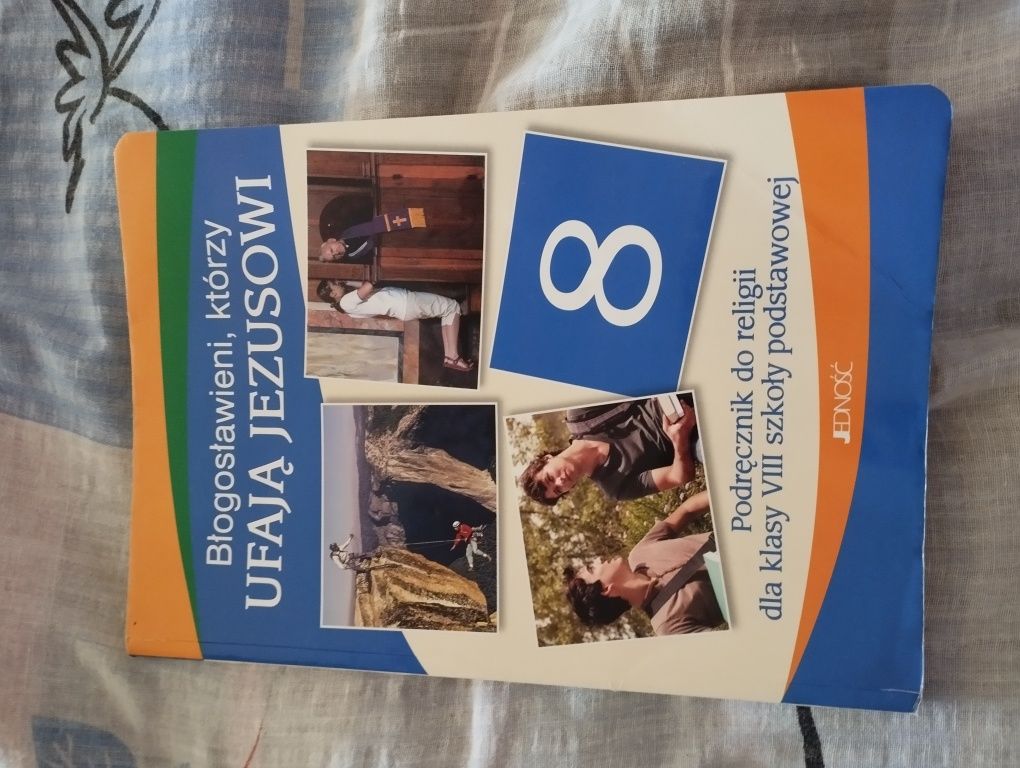 Błogosławieni, którzy
UFAJĄ JEZUSOWI
8
Podręcznik do religii
dla klasy VIII szkoły podstawowej
JEDNOŚĆ